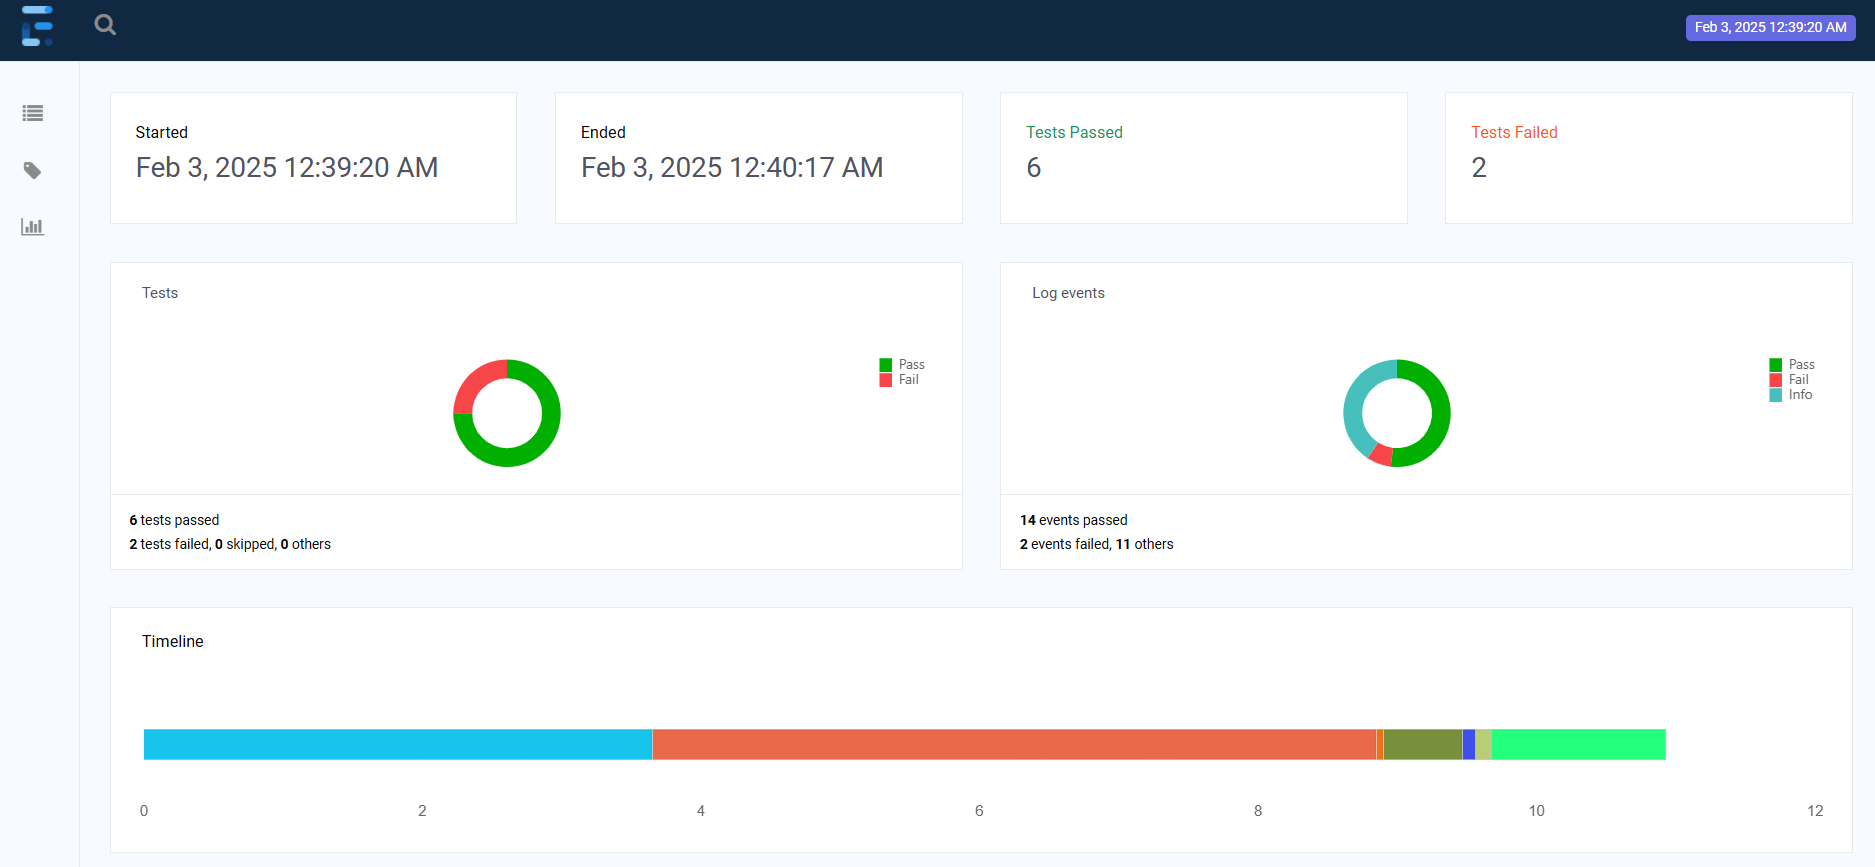 Feb 3, 2025 12:39:20 AM
Started
Feb 3, 2025 12:39:20 AM
Ended
Feb 3, 2025 12:40:17 AM
Tests Passed
6
Tests Failed
2
Tests
Pass
Fail
6 tests passed
2 tests failed, 0 skipped, 0 others
Log events
Pass
Fail
Info
14 events passed
2 events failed, 11 others
Timeline
0 2 4 6 8 10 12